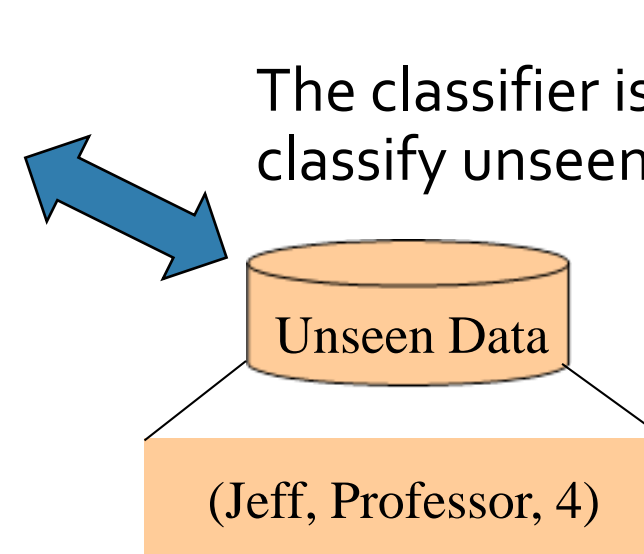 The classifier is
classify unseen
Unseen Data
(Jeff, Professor, 4)